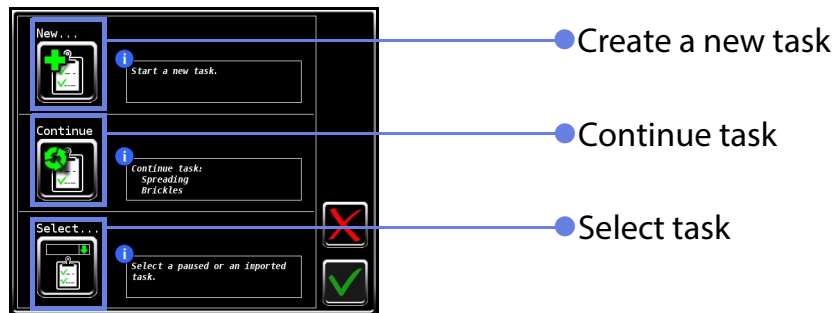 New...
Start a new task.
Create a new task
Continue
Continue task:
Spreading
Brickles
Continue task
Select...
Select a paused or an imported
task.
Select task